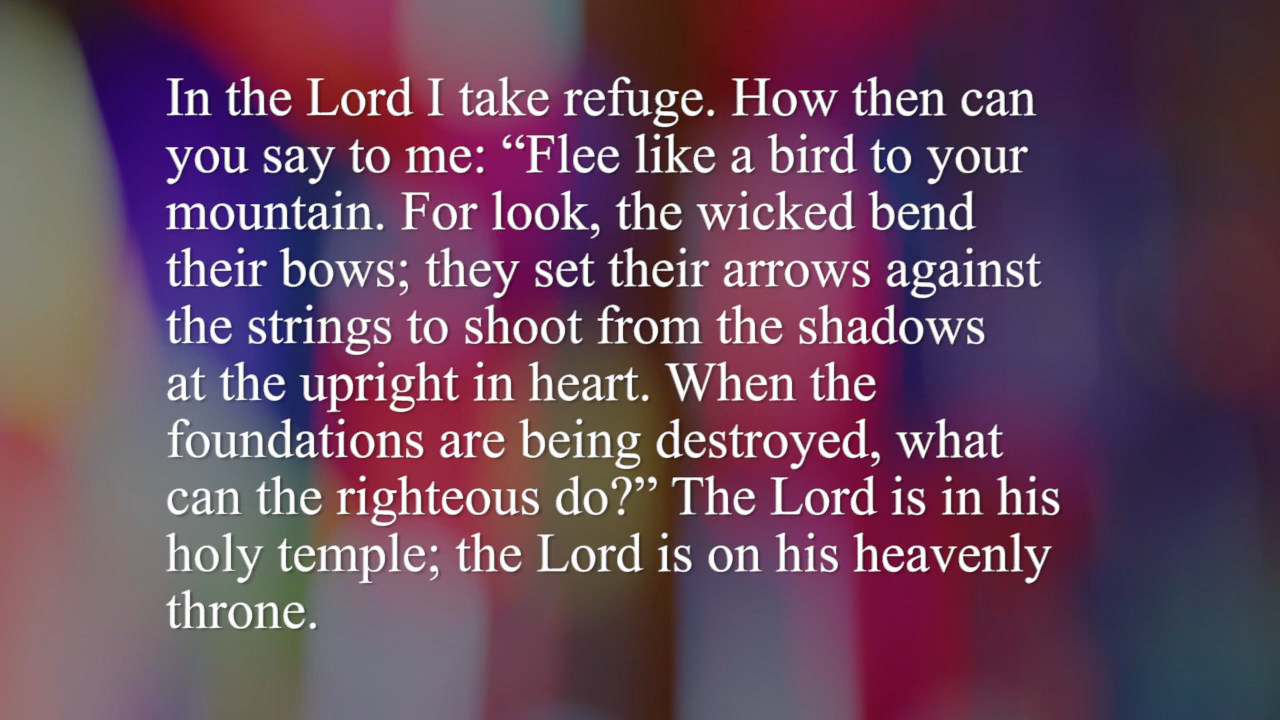 In the Lord I take refuge. How then can
you say to me: “Flee like a bird to your
mountain. For look, the wicked bend
their bows; they set their arrows against
the strings to shoot from the shadows
at the upright in heart. When the
foundations are being destroyed, what
can the righteous do?” The Lord is in his
holy temple; the Lord is on his heavenly
throne.